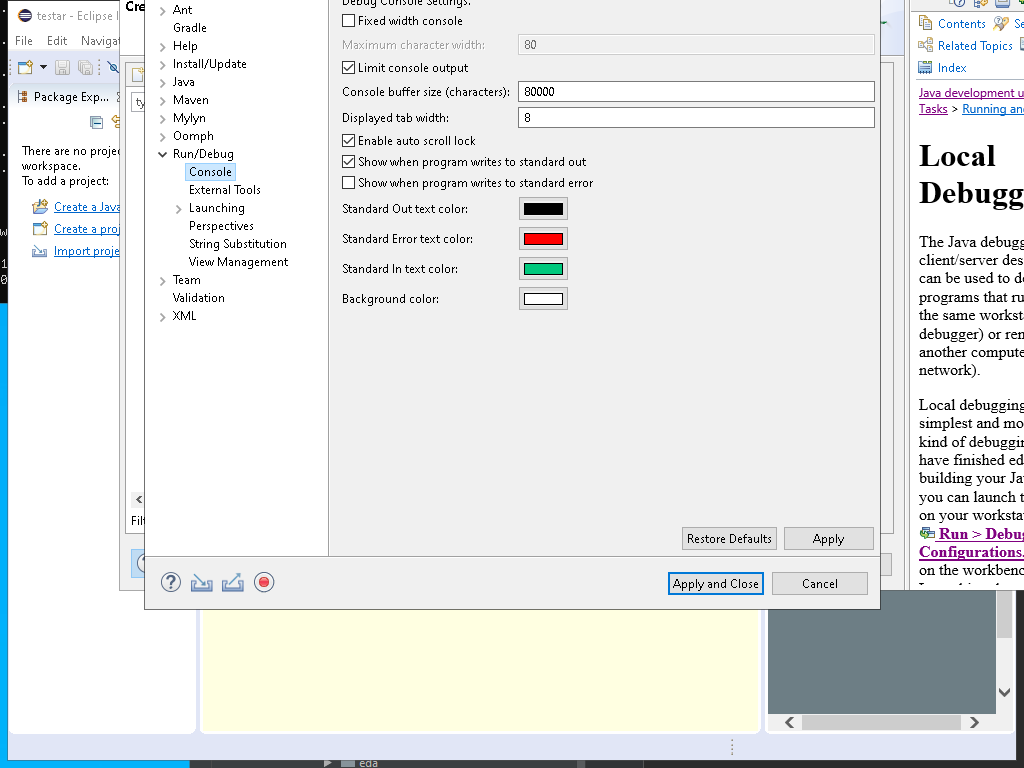 testar - Eclipse I
File Edit Navigat
Package Exp...
There are no projec
workspace.
To add a project:
Create a Java
Create a proj
Import proje
Cre
ty
Filt
Ant
Gradle
Help
Install/Update
Java
Maven
Mylyn
Oomph
Run/Debug
Console
External Tools
Launching
Perspectives
String Substitution
View Management
Team
Validation
XML
Debug Console Settings.
Fixed width console
Maximum character width: 80
Limit console output
Console buffer size (characters): 80000
Displayed tab width: 8
Enable auto scroll lock
Show when program writes to standard out
Show when program writes to standard error
Standard Out text color:
Standard Error text color:
Standard In text color:
Background color:
Restore Defaults Apply
Apply and Close Cancel
Contents Se
Related Topics
Index
Java development u
Tasks > Running and
Local
Debugg
The Java debugg
client/server des
can be used to de
programs that ru
the same worksta
debugger) or rem
another compute
network).
Local debugging
simplest and mo
kind of debuggin
have finished ed
building your Jav
you can launch t
on your worksta
Run > Debug
Configurations.
on the workbenc
eda